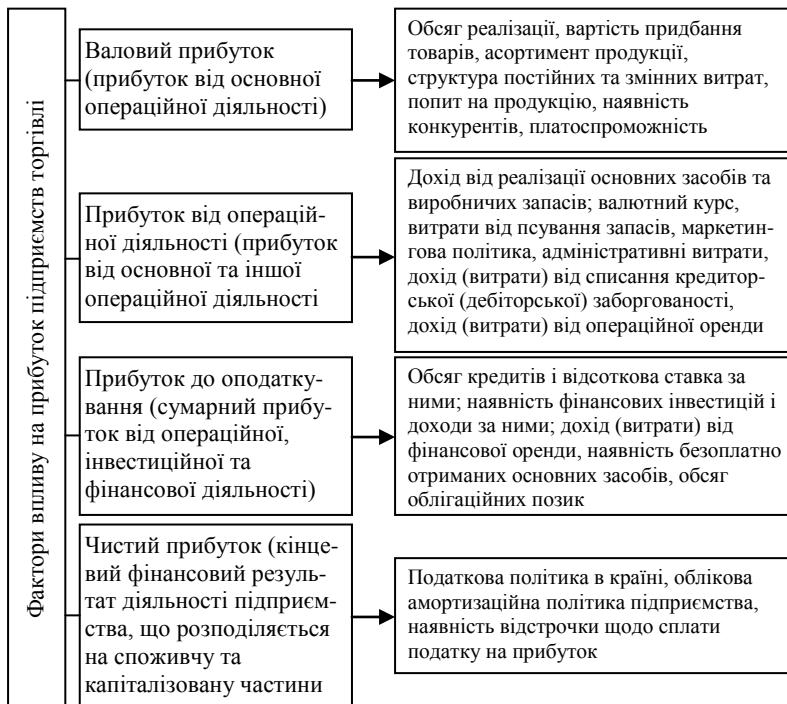 Фактори впливу на прибуток підприємств торгівлі
Валовий прибуток
(прибуток від основної
операційної діяльності)
Обсяг реалізації, вартість придбання
товарів, асортимент продукції,
структура постійних та змінних витрат,
попит на продукцію, наявність
конкурентів, платоспроможність
Прибуток від операцій-
ної діяльності (прибуток
від основної та іншої
операційної діяльності
Дохід від реалізації основних засобів та
виробничих запасів; валютний курс,
витрати від псування запасів, маркетин-
гова політика, адміністративні витрати,
дохід (витрати) від списання кредитор-
ської (дебіторської) заборгованості,
дохід (витрати) від операційної оренди
Прибуток до оподатку-
вання (сумарний прибу-
ток від операційної,
інвестиційної та
фінансової діяльності)
Обсяг кредитів і відсоткова ставка за
ними; наявність фінансових інвестицій і
доходи за ними; дохід (витрати) від
фінансової оренди, наявність безоплатно
отриманих основних засобів, обсяг
облігаційних позик
Чистий прибуток (кінце-
вий фінансовий резуль-
тат діяльності підприєм-
ства, що розподіляється
на споживчу та
капіталізовану частини
Податкова політика в країні, облікова
амортизаційна політика підприємства,
наявність відстрочки щодо сплати
податку на прибуток